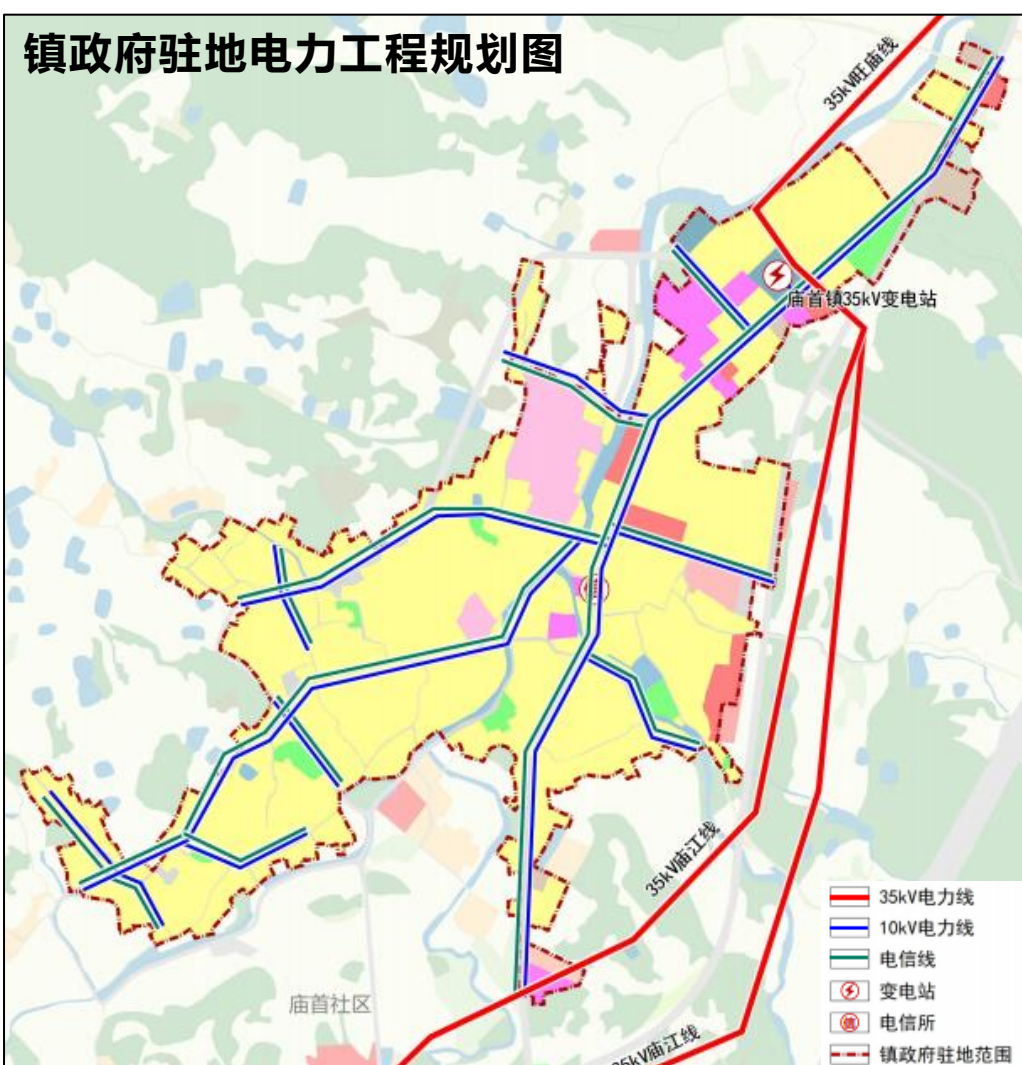 镇政府驻地电力工程规划图
35kV旺庙线
庙首镇35kV变电站
35kV庙江线
庙首社区
35kV庙江线
35kV电力线
10kV电力线
电信线
变电站
信
电信所
镇政府驻地范围